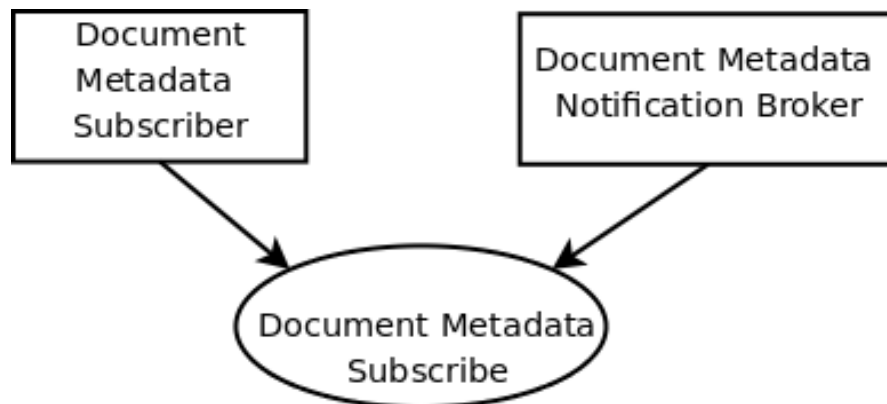 Document
Metadata
Subscriber
Document Metadata
Notification Broker
Document Metadata
Subscribe